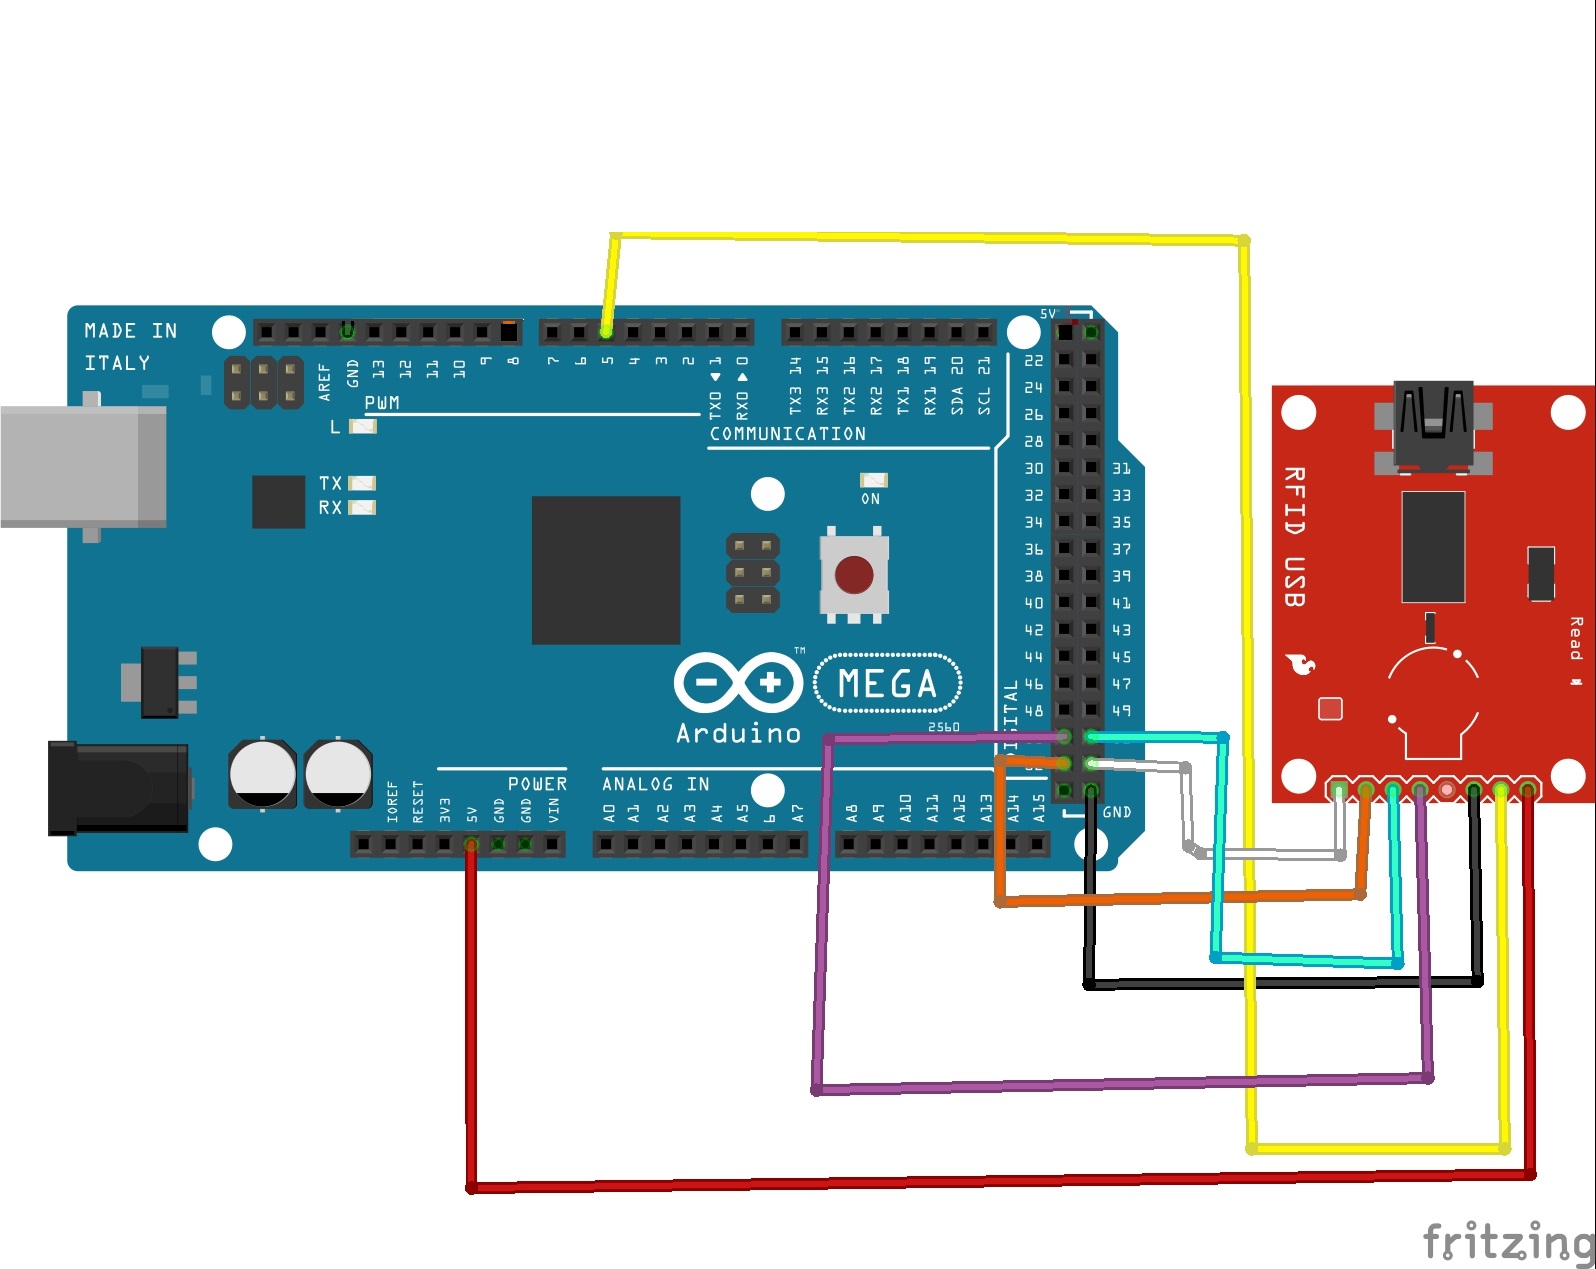 MADE IN
ITALY
AREF
GND
13
12
11
10
9
8
7
6
5
4
3
2
TX0 ◄ 1
RX0 ► 0
TX3 14
RX3 15
TX2 16
RX2 17
TX1 18
RX1 19
SDA 20
SCL 21
5V
PWM
COMMUNICATION
L
TX
RX
ON
22
24
26
28
30 31
32 33
34 35
36 37
38 39
40 41
42 43
44 45
46 47
48 49
GND
TM
MEGA
Arduino
2560
POWER
ANALOG IN
IOREF
RESET
3V3
5V
GND
GND
VIN
A0
A1
A2
A3
A4
A5
6
A7
A8
A9
A10
A11
A12
A13
A14
A15
RFID USB
Read
fritzing